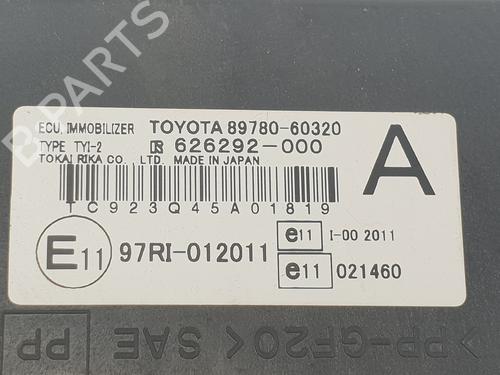 B-PARTS
ECU, IMMOBILIZER TOYOTA 89780-60320
TYPE TYI-2 626292-000
TOKAI RIKA CO., LTD. MADE IN JAPAN
A
TC923Q45A01819
E11 97RI-012011
e11 I-00 2011
e11 021460
PP SAE >PP-GF20<